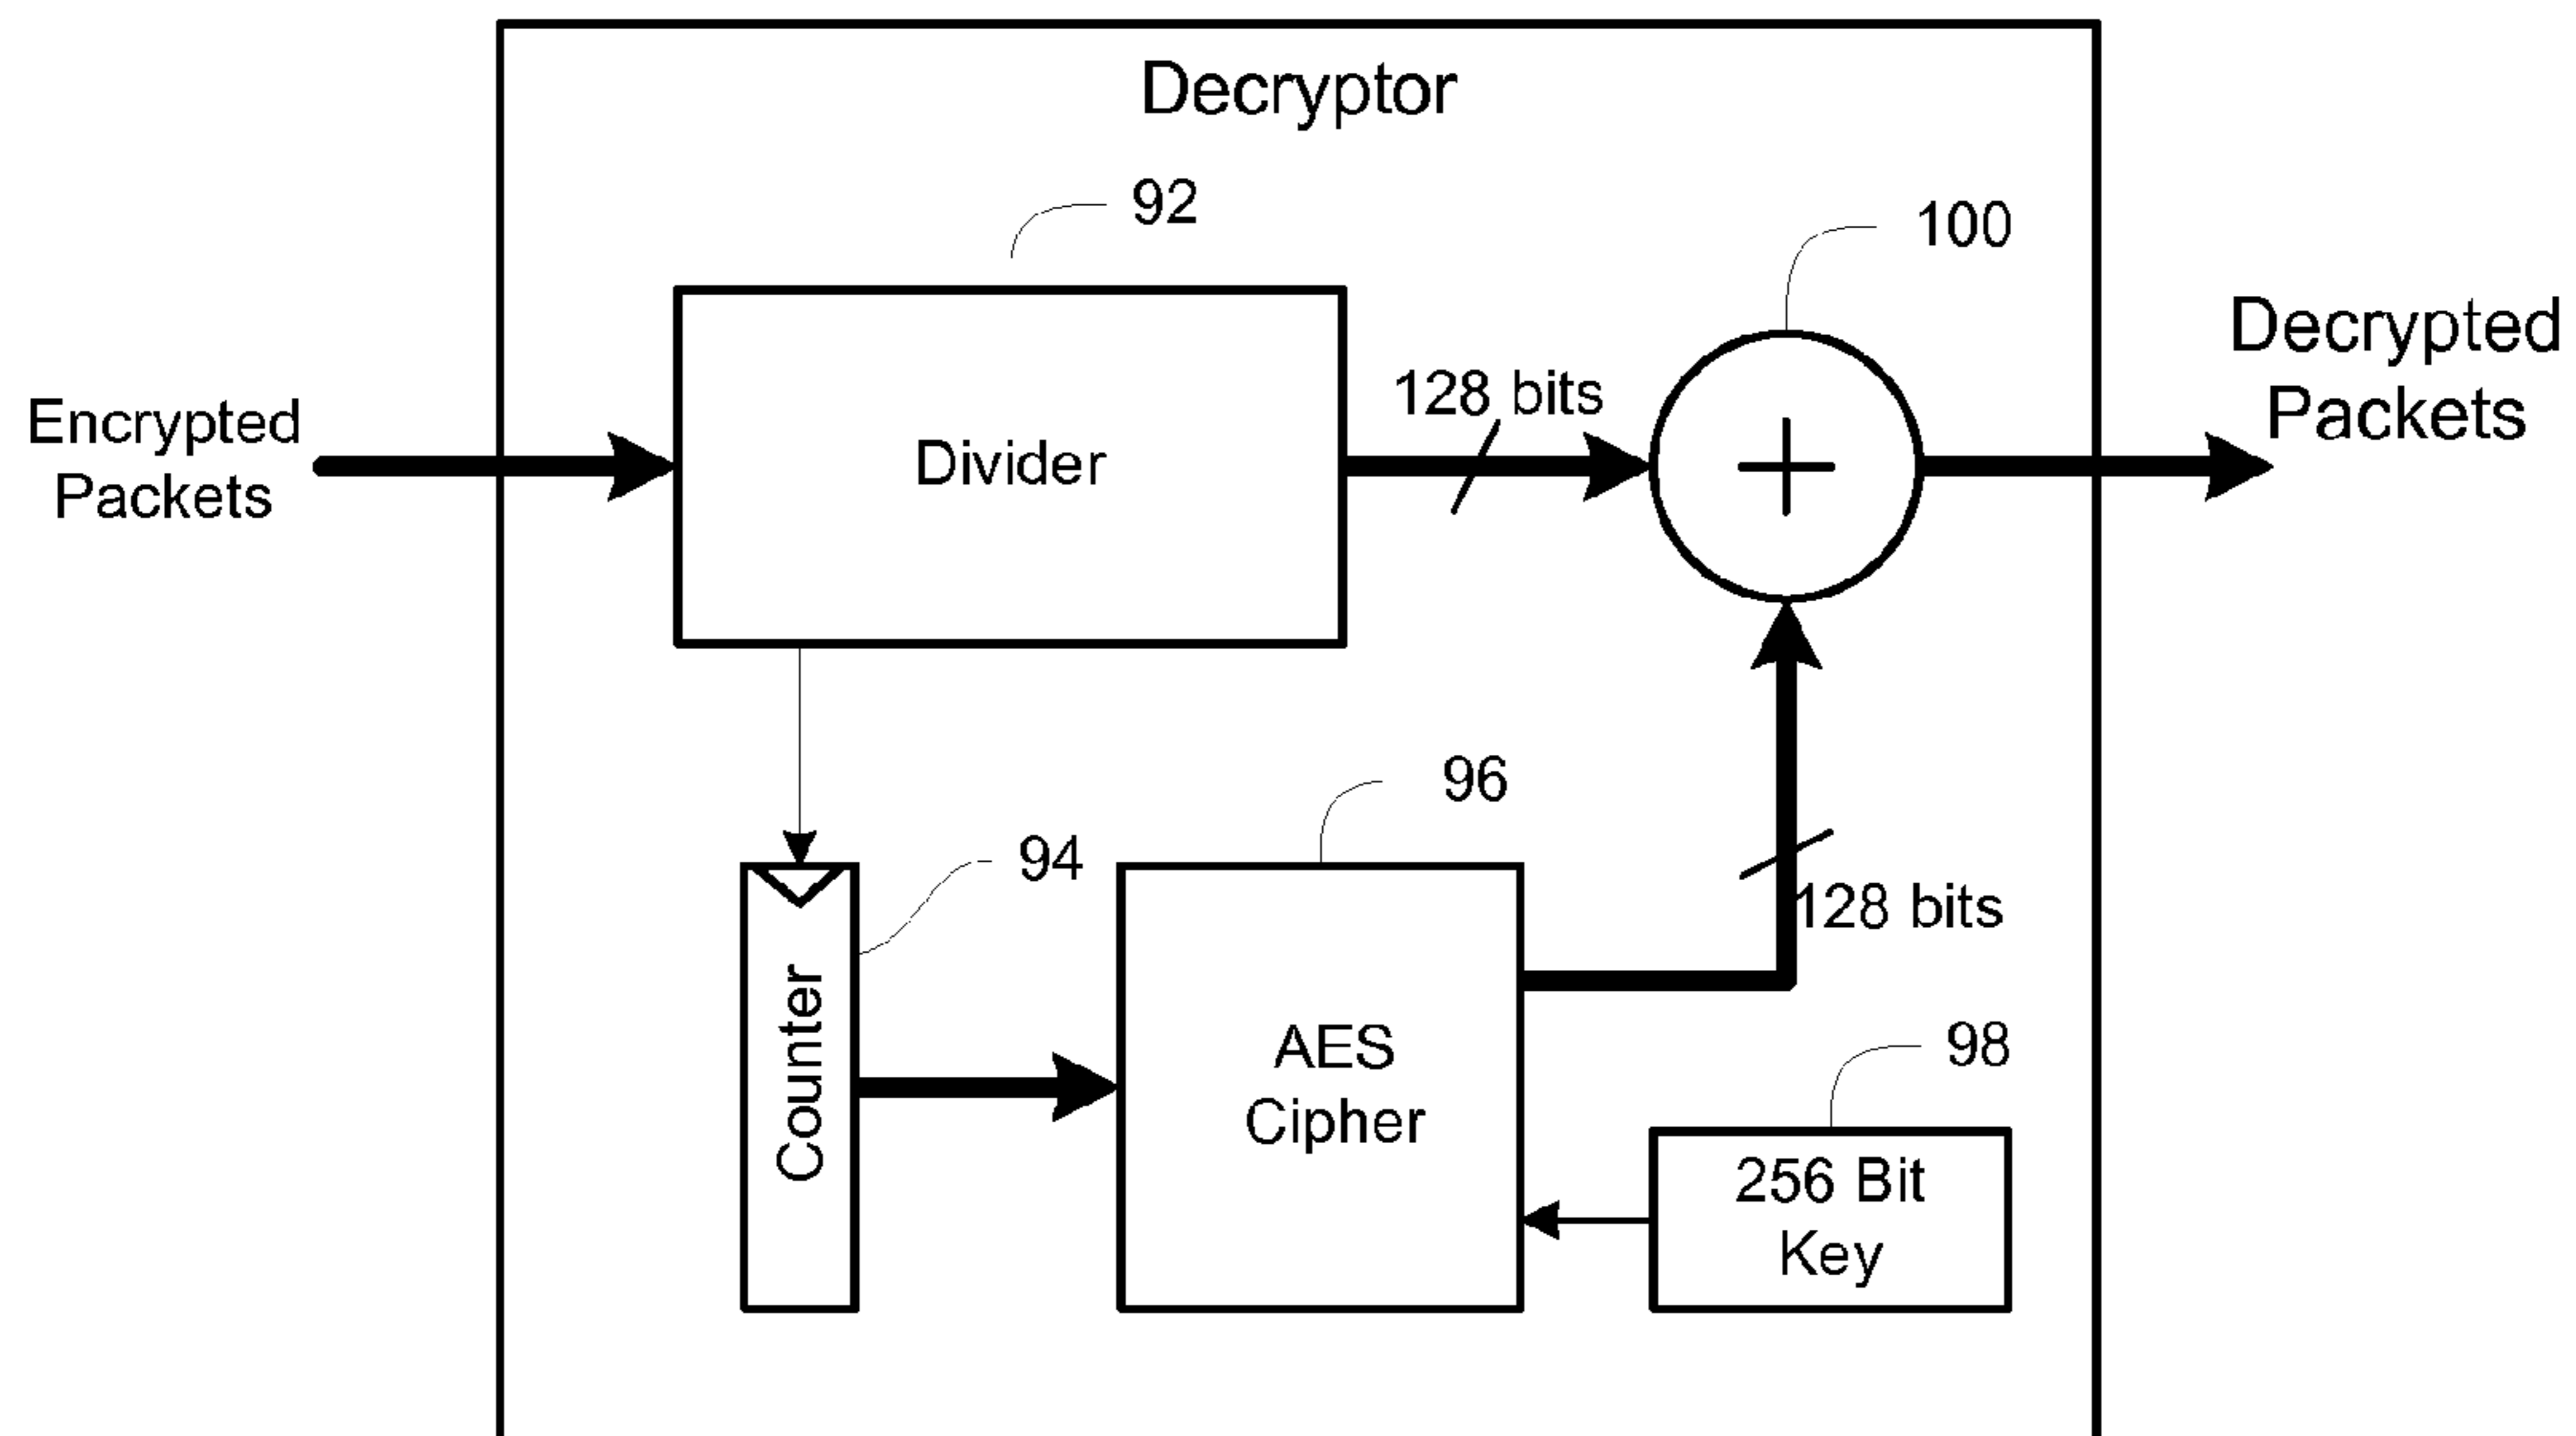 Decryptor
92
100
Decrypted
Packets
128 bits
Encrypted
Packets
Divider
+
96
94
128 bits
Counter
AES
Cipher
98
256 Bit
Key